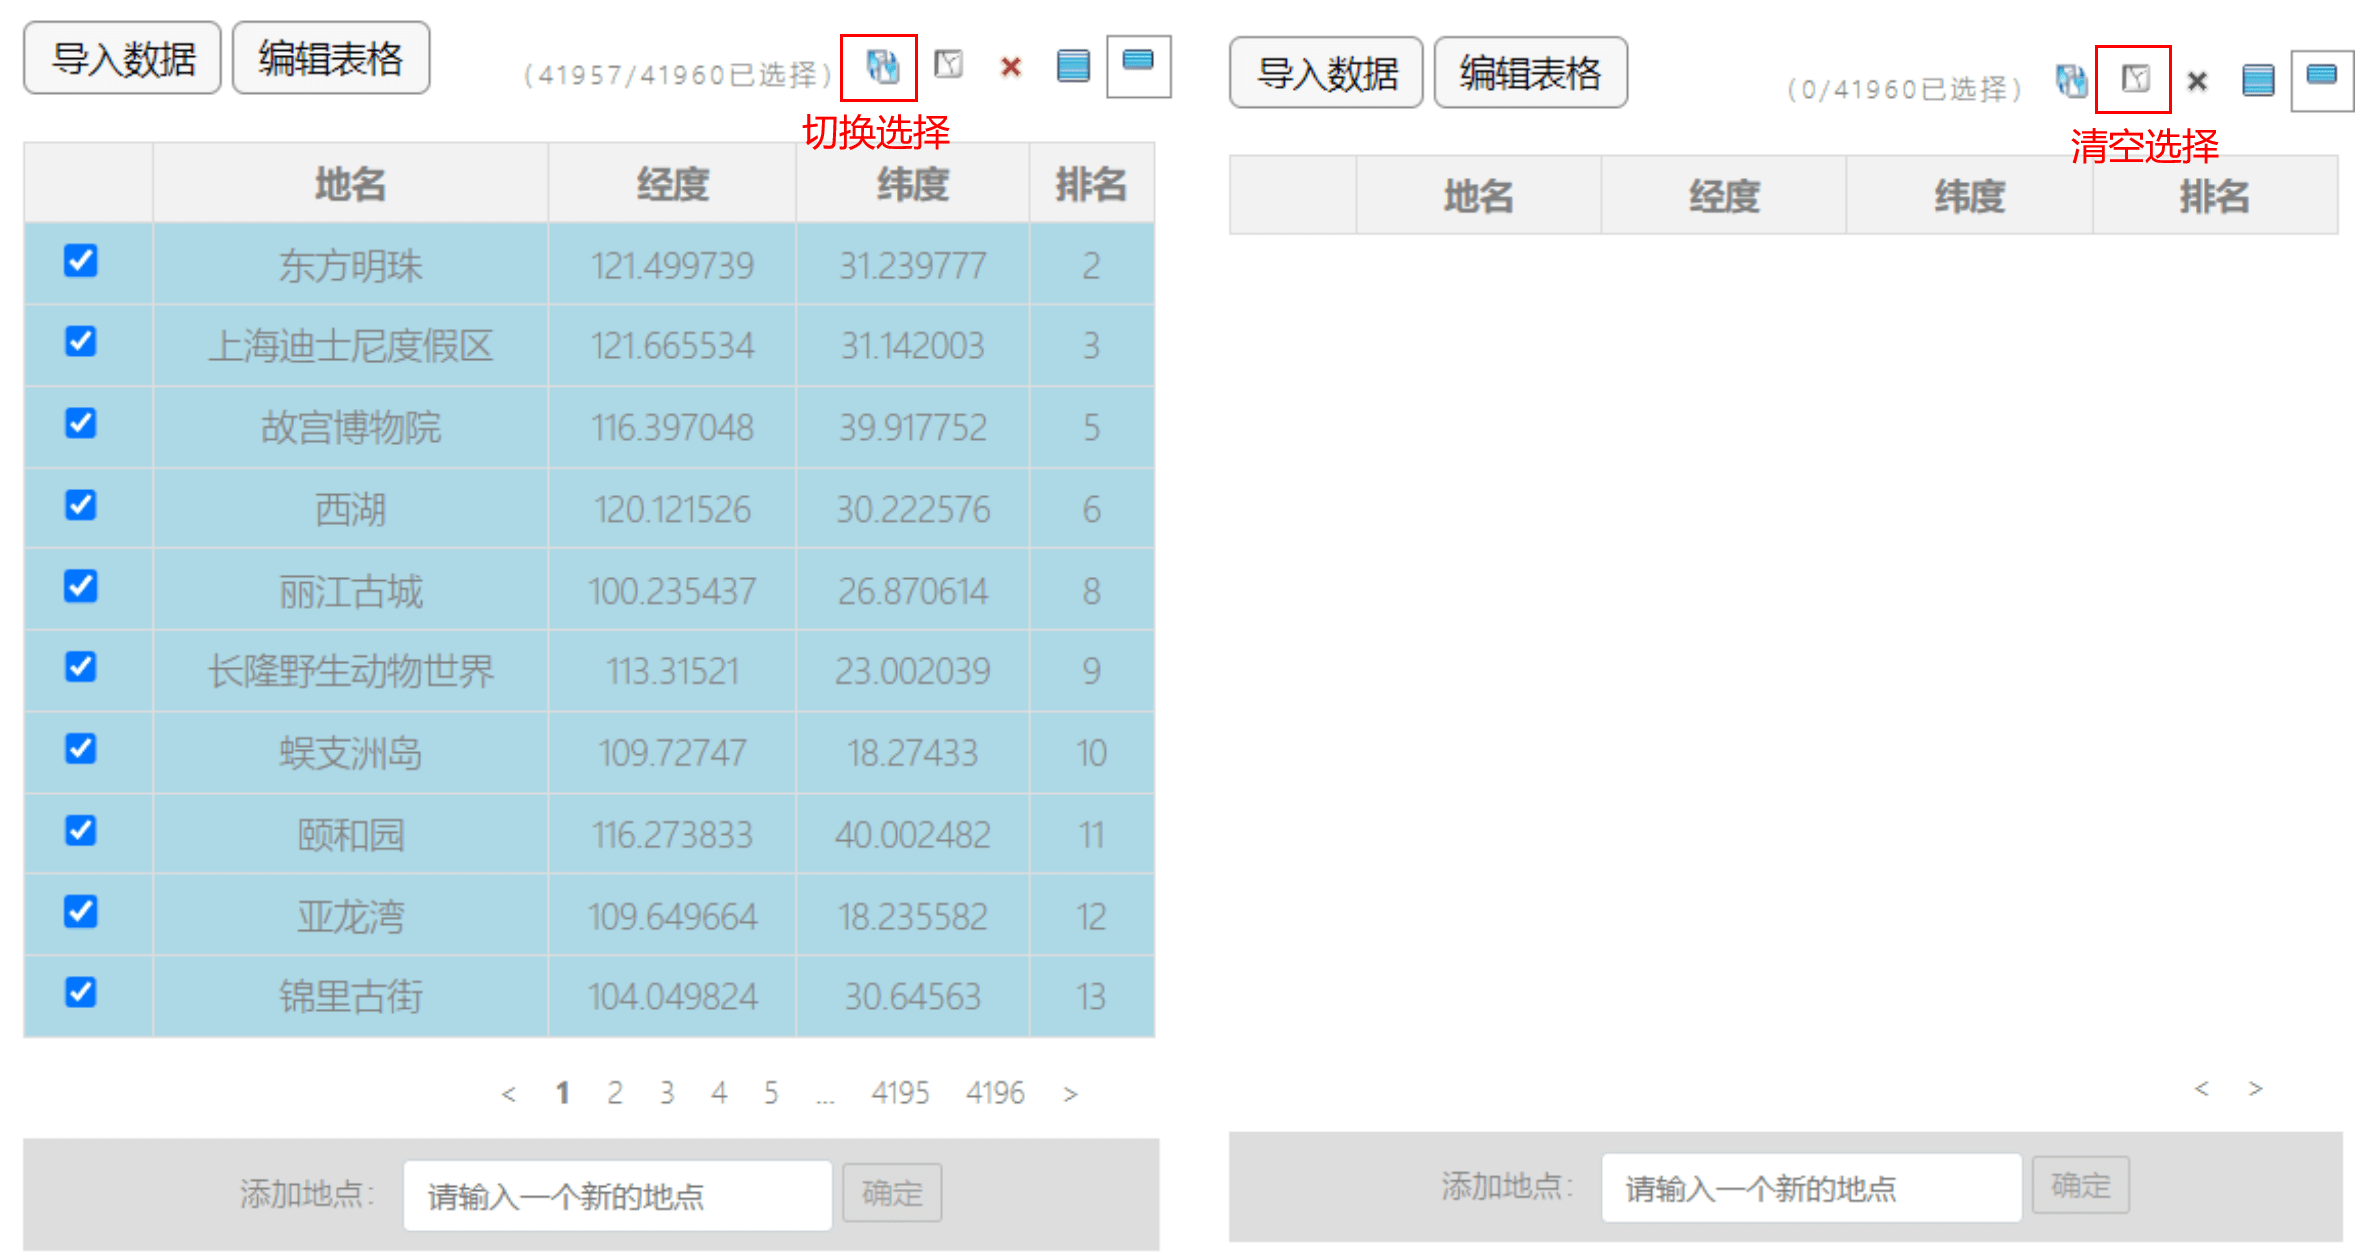 导入数据 编辑表格 (41957/41960已选择)
切换选择
地名 经度 纬度 排名
东方明珠 121.499739 31.239777 2
上海迪士尼度假区 121.665534 31.142003 3
故宫博物院 116.397048 39.917752 5
西湖 120.121526 30.222576 6
丽江古城 100.235437 26.870614 8
长隆野生动物世界 113.31521 23.002039 9
蜈支洲岛 109.72747 18.27433 10
颐和园 116.273833 40.002482 11
亚龙湾 109.649664 18.235582 12
锦里古街 104.049824 30.64563 13
< 1 2 3 4 5 ... 4195 4196 >
添加地点: 请输入一个新的地点 确定
导入数据 编辑表格 (0/41960已选择)
清空选择
地名 经度 纬度 排名
< >
添加地点: 请输入一个新的地点 确定